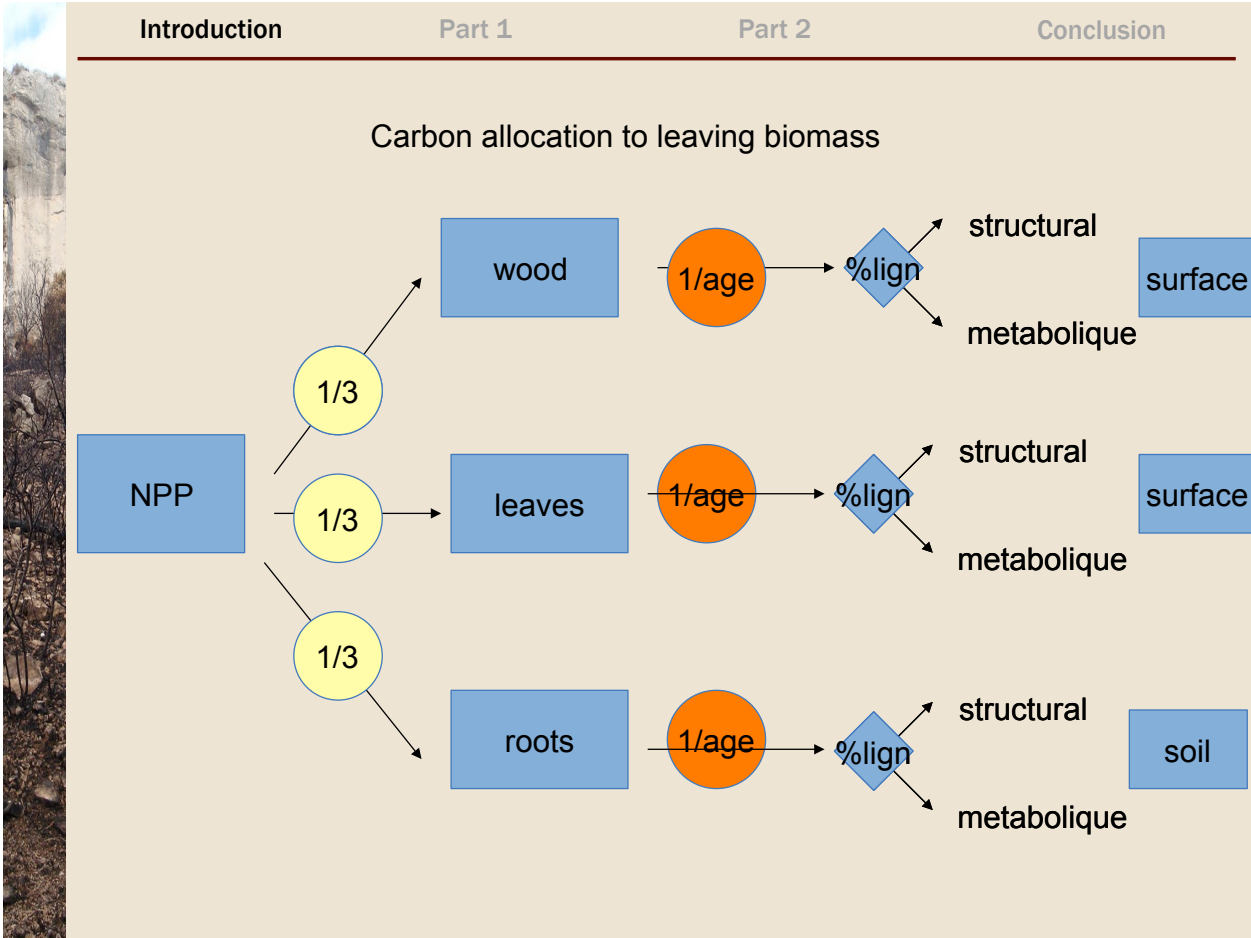 Introduction
Part 1
Part 2
Conclusion
Carbon allocation to leaving biomass
NPP
1/3
1/3
1/3
wood
1/age
%lign
structural
metabolique
surface
leaves
1/age
%lign
structural
metabolique
surface
roots
1/age
%lign
structural
metabolique
soil